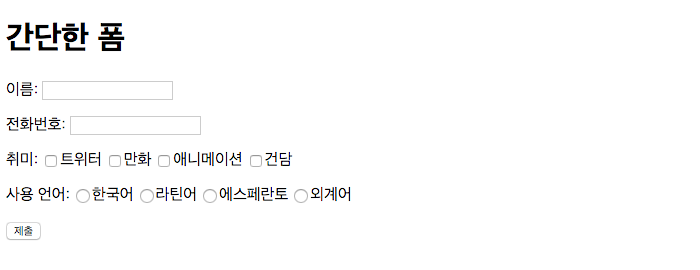 간단한 폼
이름:
전화번호:
취미: 트위터 만화 애니메이션 건담
사용 언어: 한국어 라틴어 에스페란토 외계어
제출